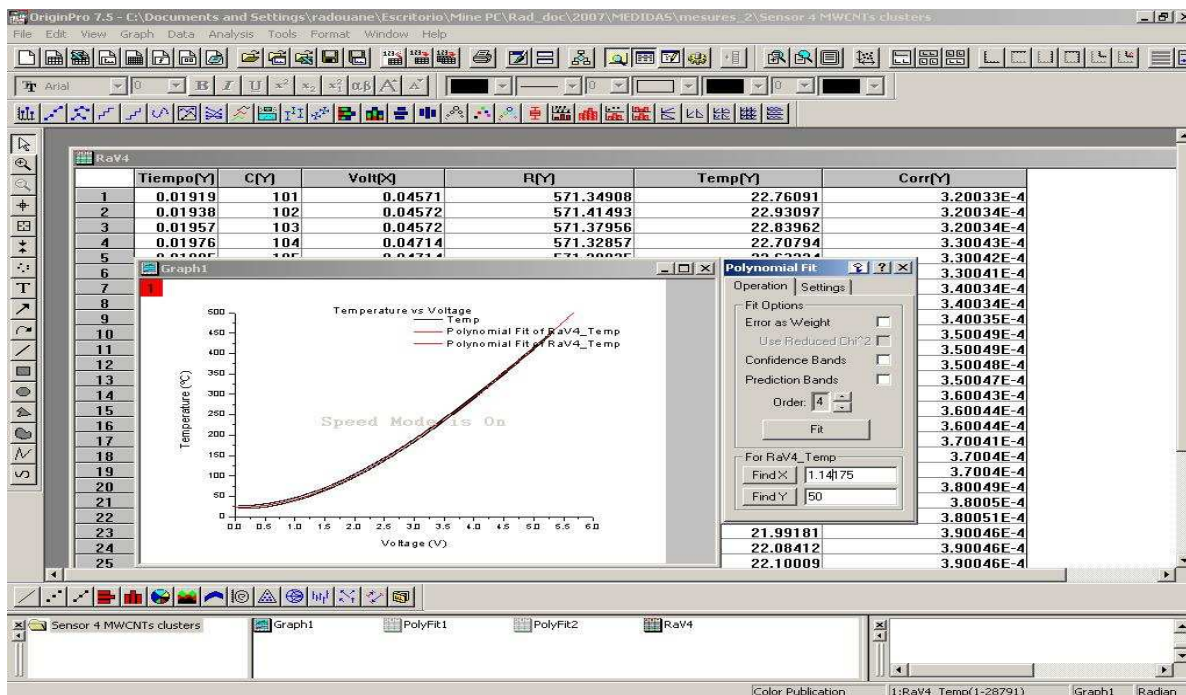 OriginPro 7.5 - C:\Documents and Settings\radouane\Escritorio\Mine PC\Rad_doc\2007\MEDIDAS\mesures_2\Sensor 4 MWCNTs clusters
File Edit View Graph Data Analysis Tools Format Window Help
Arial 0 B I U αβ 0 0
RaV4
Tiempo(Y) C(Y) Volt(X) R(Y) Temp(Y) Corr(Y)
1 0.01919 101 0.04571 571.34908 22.76091 3.20033E-4
2 0.01938 102 0.04572 571.41493 22.93097 3.20034E-4
3 0.01957 103 0.04572 571.37956 22.83962 3.20034E-4
4 0.01976 104 0.04714 571.32857 22.70794 3.30043E-4
5 3.30042E-4
6 3.30041E-4
7 3.40034E-4
8 3.40034E-4
9 3.40035E-4
10 3.50049E-4
11 3.50049E-4
12 3.50048E-4
13 3.50047E-4
14 3.60043E-4
15 3.60044E-4
16 3.60044E-4
17 3.70041E-4
18 3.7004E-4
19 3.7004E-4
20 3.80049E-4
21 3.8005E-4
22 3.80051E-4
23 21.99181 3.90046E-4
24 22.08412 3.90046E-4
25 22.10009 3.90046E-4
Graph1
1
Temperature vs Voltage
Temp
Polynomial Fit of RaV4_Temp
Polynomial Fit of RaV4_Temp
Speed Mode is On
Temperature (ºC)
500
450
400
350
300
250
200
150
100
50
0
0.0 0.5 1.0 1.5 2.0 2.5 3.0 3.5 4.0 4.5 5.0 5.5 6.0
Voltage (V)
Polynomial Fit
Operation Settings
Fit Options
Error as Weight
Use Reduced Chi^2
Confidence Bands
Prediction Bands
Order: 4
Fit
For RaV4_Temp
Find X 1.14175
Find Y 50
Sensor 4 MWCNTs clusters
Graph1 PolyFit1 PolyFit2 RaV4
Color Publication 1:RaV4_Temp(1-28791) Graph1 Radian